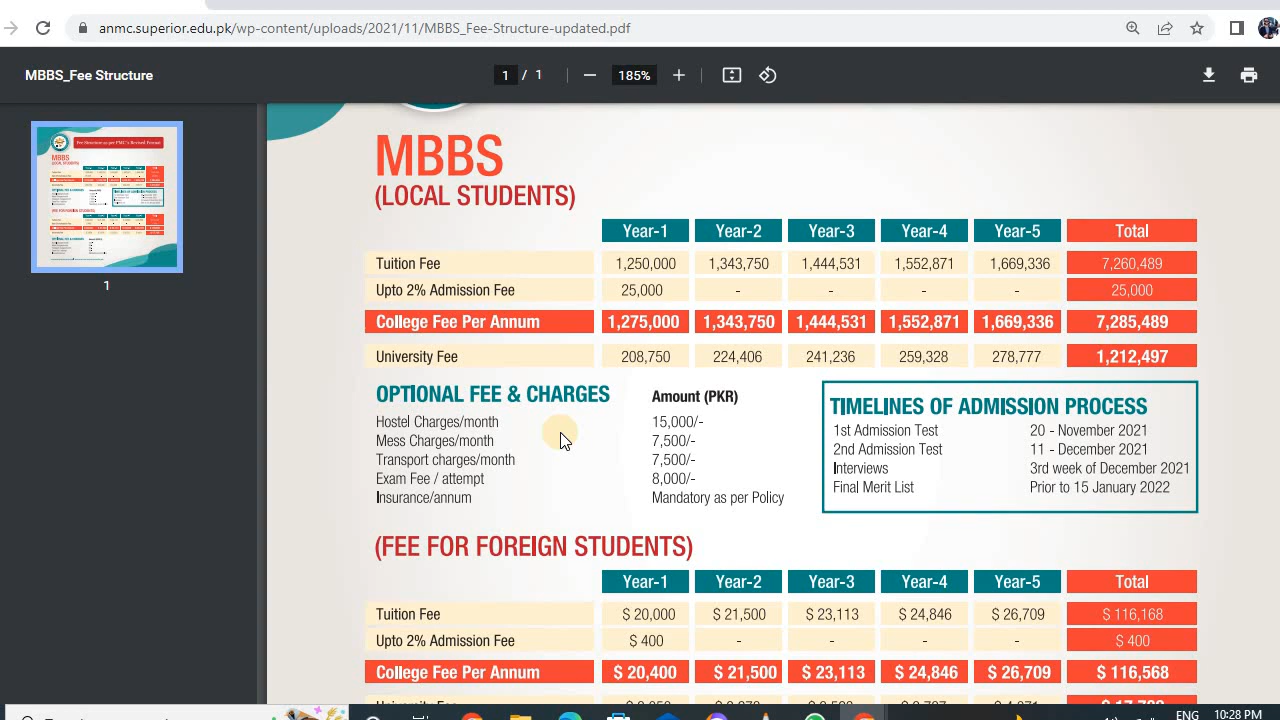 anmc.superior.edu.pk/wp-content/uploads/2021/11/MBBS_Fee-Structure-updated.pdf
MBBS_Fee Structure
1 / 1
185%
1
MBBS
(LOCAL STUDENTS)
Year-1 Year-2 Year-3 Year-4 Year-5 Total
Tuition Fee 1,250,000 1,343,750 1,444,531 1,552,871 1,669,336 7,260,489
Upto 2% Admission Fee 25,000 - - - - 25,000
College Fee Per Annum 1,275,000 1,343,750 1,444,531 1,552,871 1,669,336 7,285,489
University Fee 208,750 224,406 241,236 259,328 278,777 1,212,497
OPTIONAL FEE & CHARGES Amount (PKR)
Hostel Charges/month 15,000/-
Mess Charges/month 7,500/-
Transport charges/month 7,500/-
Exam Fee / attempt 8,000/-
Insurance/annum Mandatory as per Policy
TIMELINES OF ADMISSION PROCESS
1st Admission Test 20 - November 2021
2nd Admission Test 11 - December 2021
Interviews 3rd week of December 2021
Final Merit List Prior to 15 January 2022
(FEE FOR FOREIGN STUDENTS)
Year-1 Year-2 Year-3 Year-4 Year-5 Total
Tuition Fee $ 20,000 $ 21,500 $ 23,113 $ 24,846 $ 26,709 $ 116,168
Upto 2% Admission Fee $ 400 - - - - $ 400
College Fee Per Annum $ 20,400 $ 21,500 $ 23,113 $ 24,846 $ 26,709 $ 116,568
ENG 10:28 PM